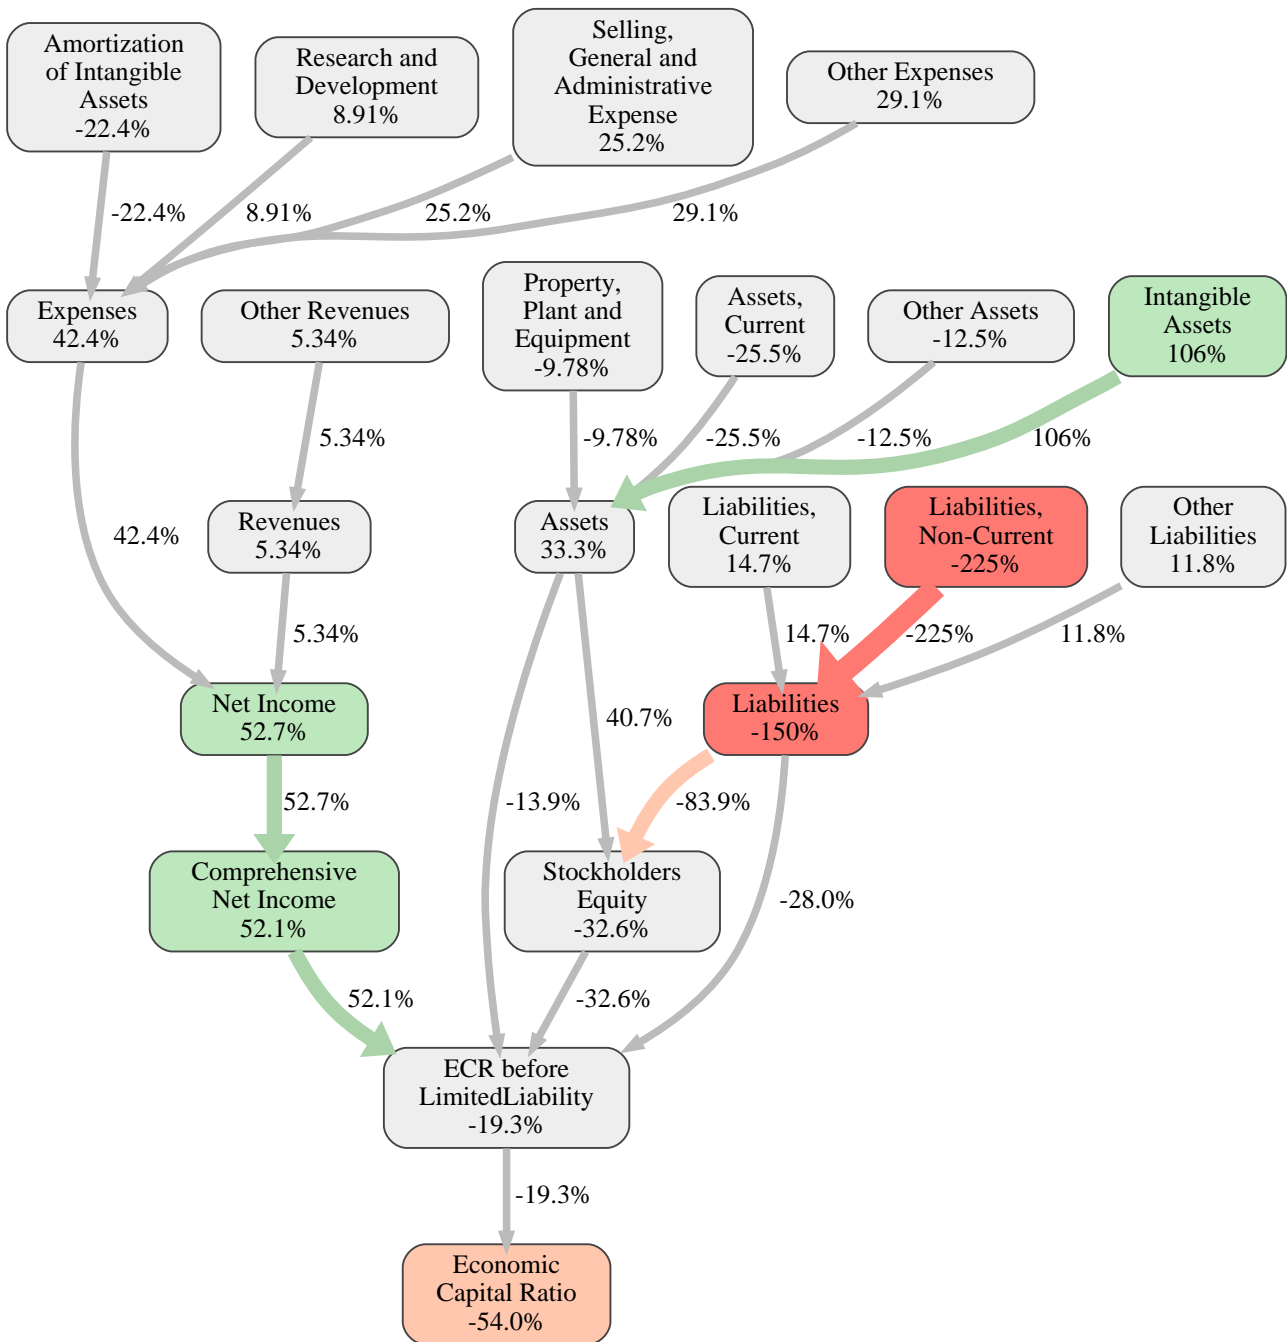 Amortization
of Intangible
Assets
-22.4%
Research and
Development
8.91%
Selling,
General and
Administrative
Expense
25.2%
Other Expenses
29.1%
-22.4%
8.91%
25.2%
29.1%
Expenses
42.4%
Other Revenues
5.34%
Property,
Plant and
Equipment
-9.78%
Assets,
Current
-25.5%
Other Assets
-12.5%
Intangible
Assets
106%
5.34%
-9.78%
-25.5%
-12.5%
106%
42.4%
Revenues
5.34%
Assets
33.3%
Liabilities,
Current
14.7%
Liabilities,
Non-Current
-225%
Other
Liabilities
11.8%
5.34%
14.7%
-225%
11.8%
Net Income
52.7%
40.7%
Liabilities
-150%
52.7%
-13.9%
-83.9%
Comprehensive
Net Income
52.1%
Stockholders
Equity
-32.6%
-28.0%
52.1%
-32.6%
ECR before
LimitedLiability
-19.3%
-19.3%
Economic
Capital Ratio
-54.0%